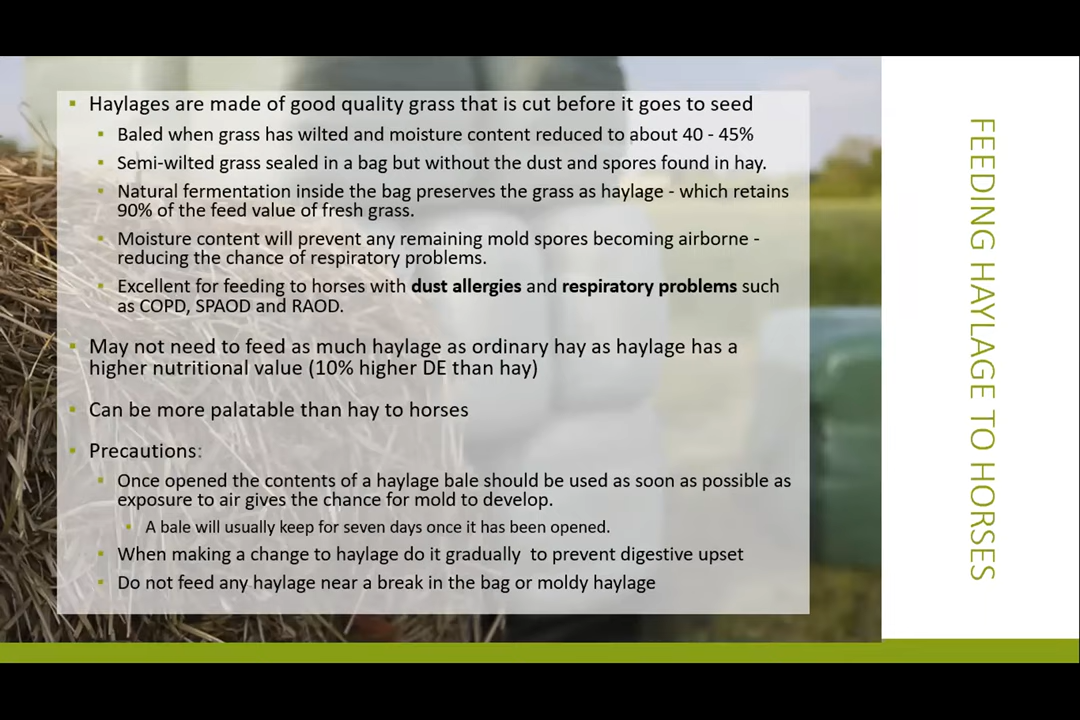 Haylages are made of good quality grass that is cut before it goes to seed
Baled when grass has wilted and moisture content reduced to about 40 - 45%
Semi-wilted grass sealed in a bag but without the dust and spores found in hay.
Natural fermentation inside the bag preserves the grass as haylage - which retains
90% of the feed value of fresh grass.
Moisture content will prevent any remaining mold spores becoming airborne -
reducing the chance of respiratory problems.
Excellent for feeding to horses with dust allergies and respiratory problems such
as COPD, SPAOD and RAOD.
May not need to feed as much haylage as ordinary hay as haylage has a
higher nutritional value (10% higher DE than hay)
Can be more palatable than hay to horses
Precautions:
Once opened the contents of a haylage bale should be used as soon as possible as
exposure to air gives the chance for mold to develop.
A bale will usually keep for seven days once it has been opened.
When making a change to haylage do it gradually  to prevent digestive upset
Do not feed any haylage near a break in the bag or moldy haylage
FEEDING HAYLAGE TO HORSES